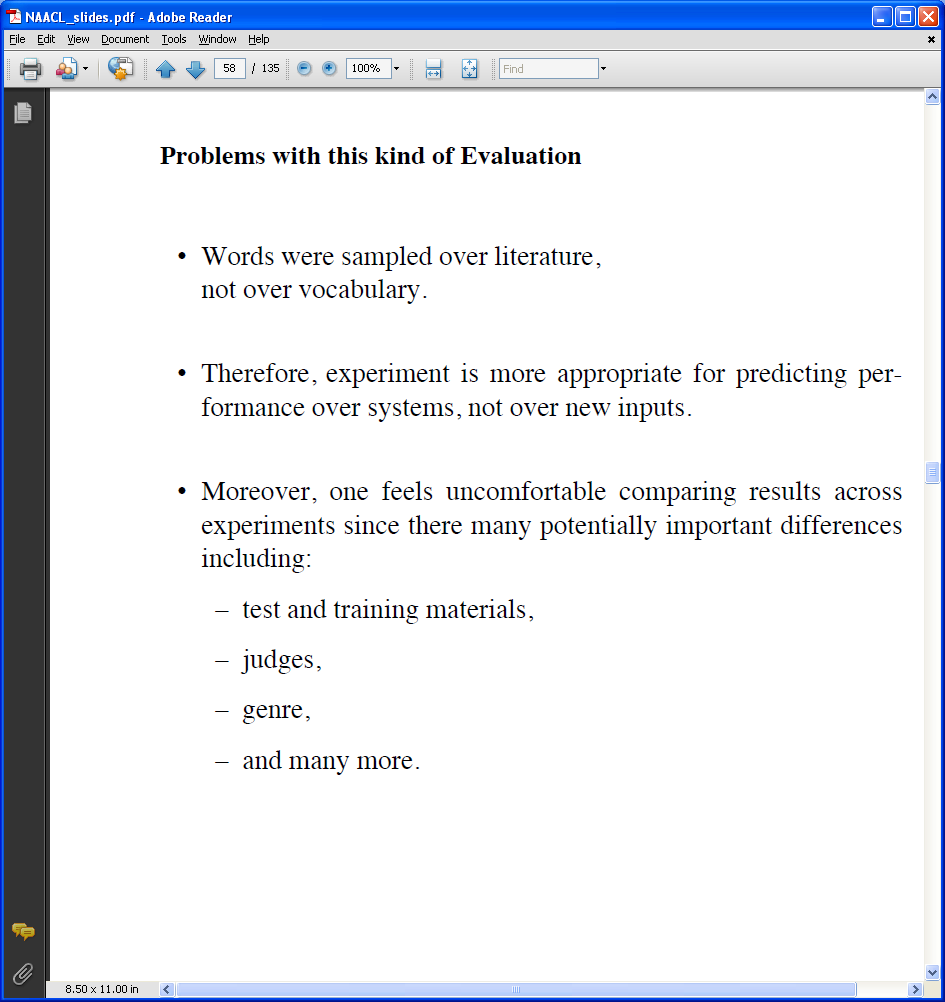 NAACL_slides.pdf - Adobe Reader
File Edit View Document Tools Window Help
58 / 135 100% Find
Problems with this kind of Evaluation
• Words were sampled over literature,
not over vocabulary.
• Therefore, experiment is more appropriate for predicting per-
formance over systems, not over new inputs.
• Moreover, one feels uncomfortable comparing results across
experiments since there many potentially important differences
including:
– test and training materials,
– judges,
– genre,
– and many more.
8.50 x 11.00 in